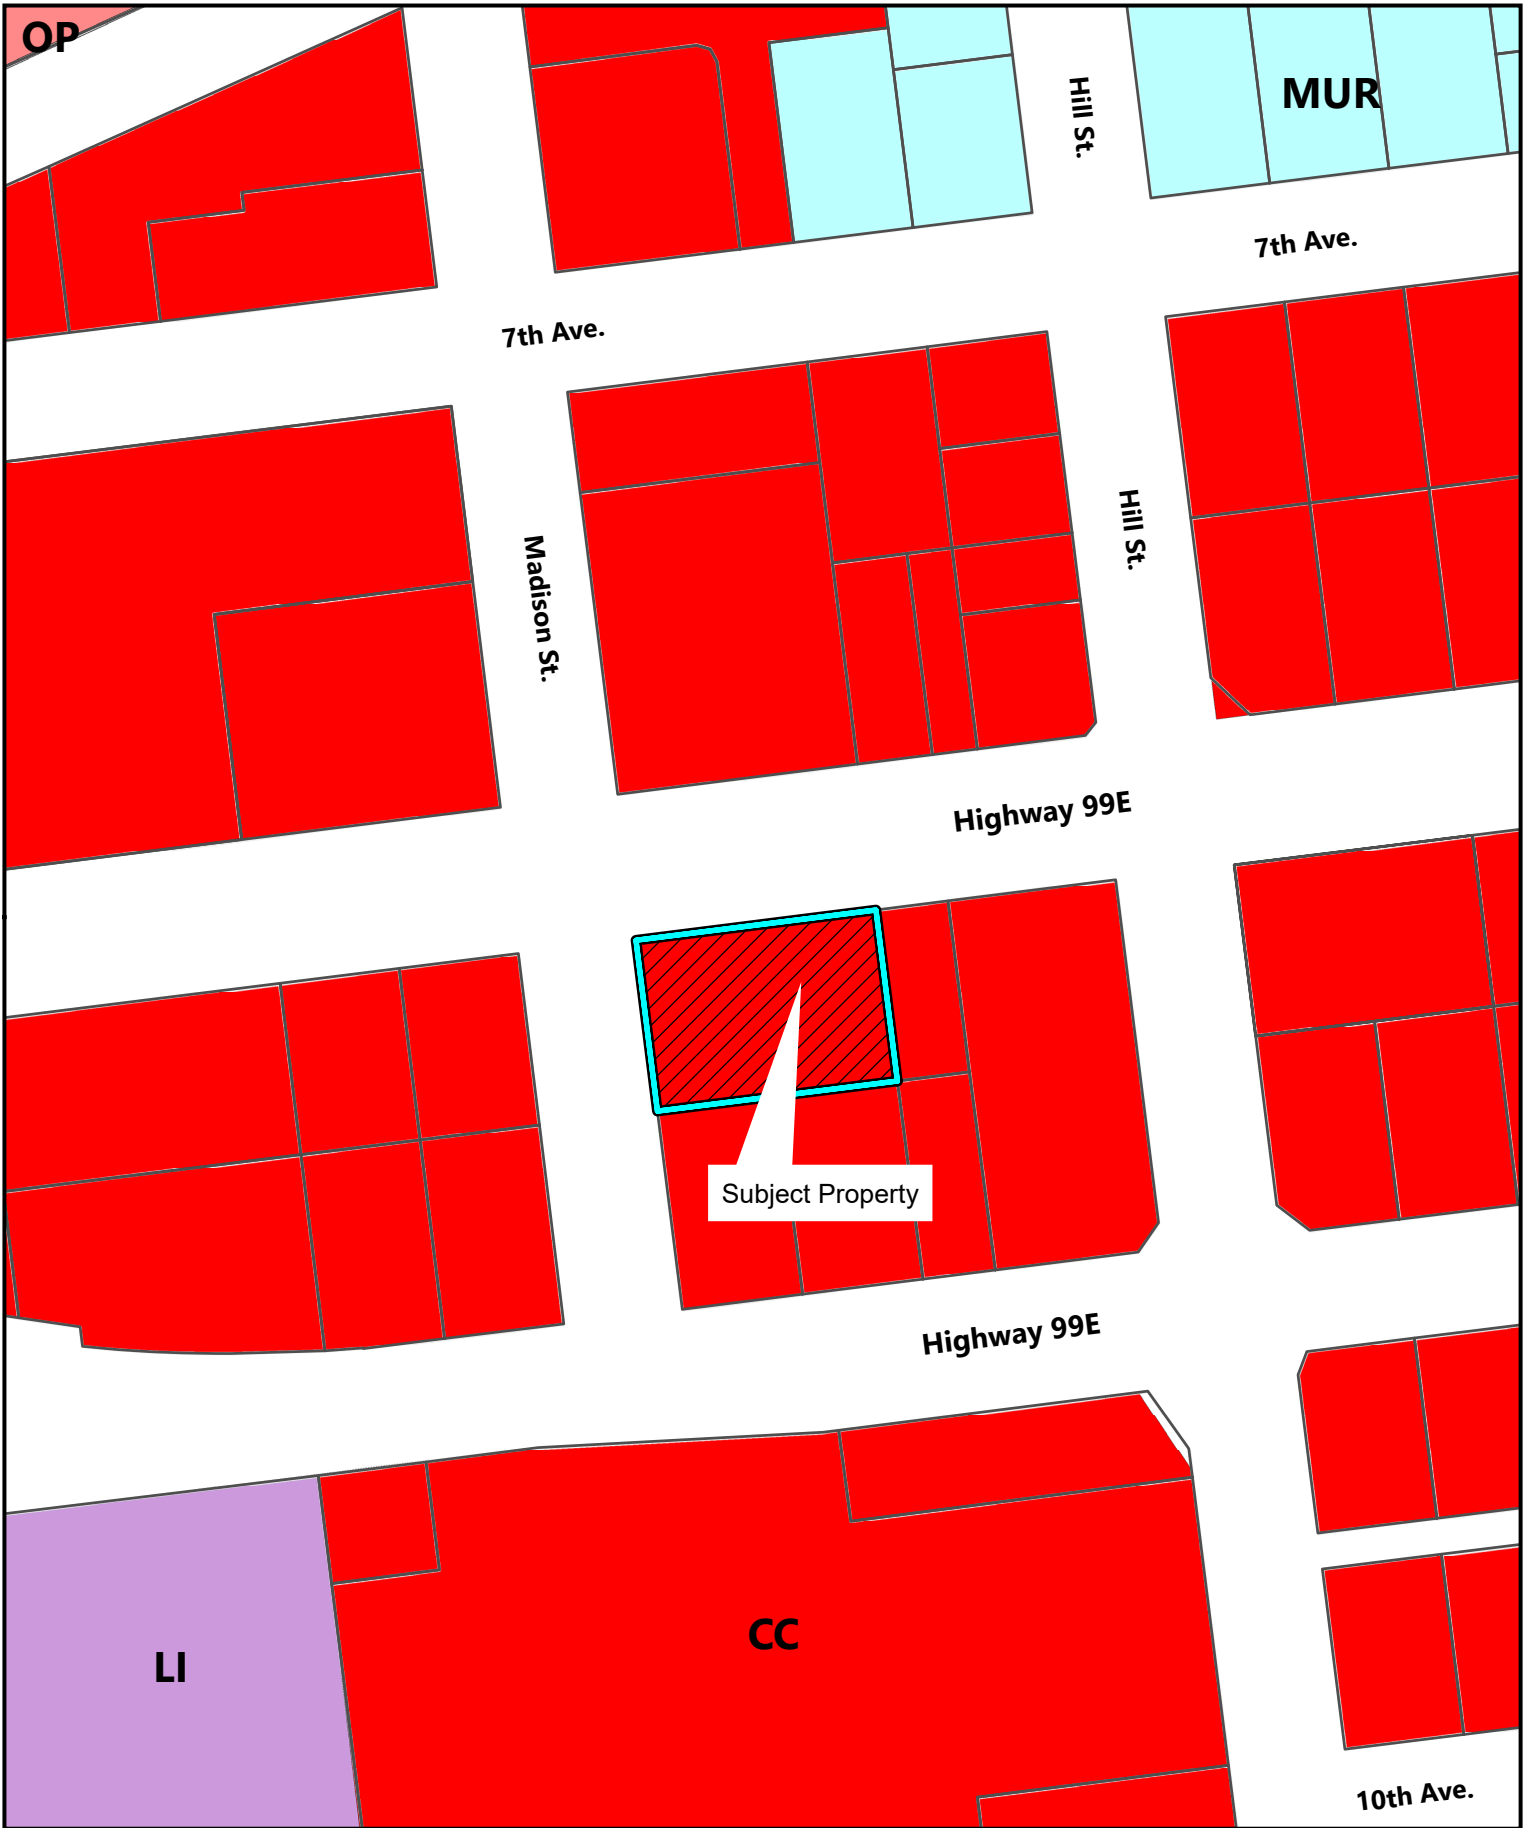 OP
Hill St.
MUR
7th Ave.
7th Ave.
Madison St.
Hill St.
Highway 99E
Subject Property
Highway 99E
CC
LI
10th Ave.